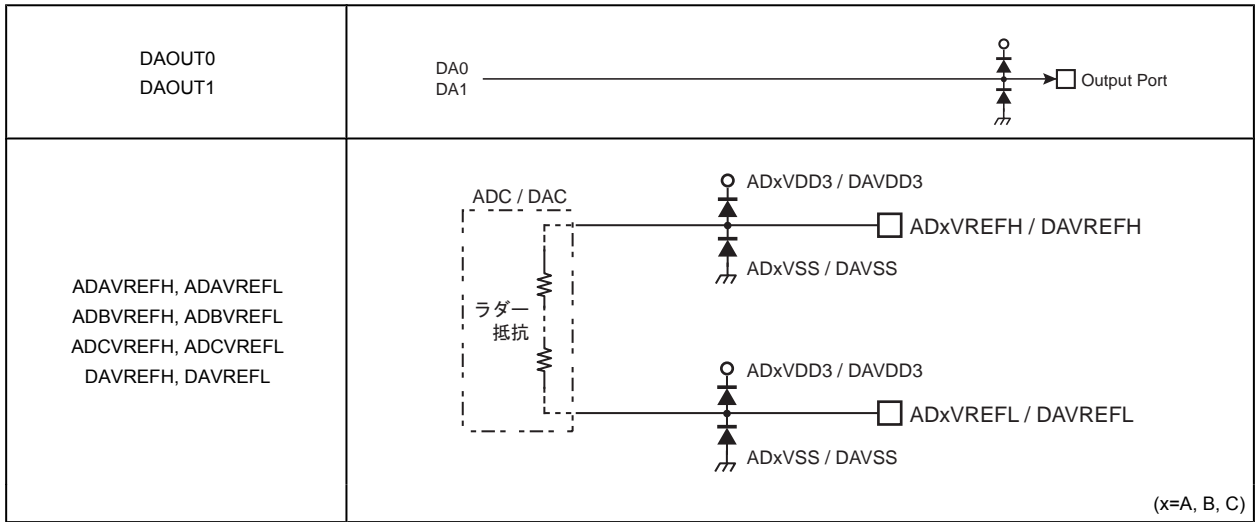 DAOUT0
DAOUT1
DA0
DA1
Output Port
ADAVREFH, ADAVREFL
ADBVREFH, ADBVREFL
ADCVREFH, ADCVREFL
DAVREFH, DAVREFL
ADC / DAC
ラダー
抵抗
ADxVDD3 / DAVDD3
ADxVREFH / DAVREFH
ADxVSS / DAVSS
ADxVDD3 / DAVDD3
ADxVREFL / DAVREFL
ADxVSS / DAVSS
(x=A, B, C)